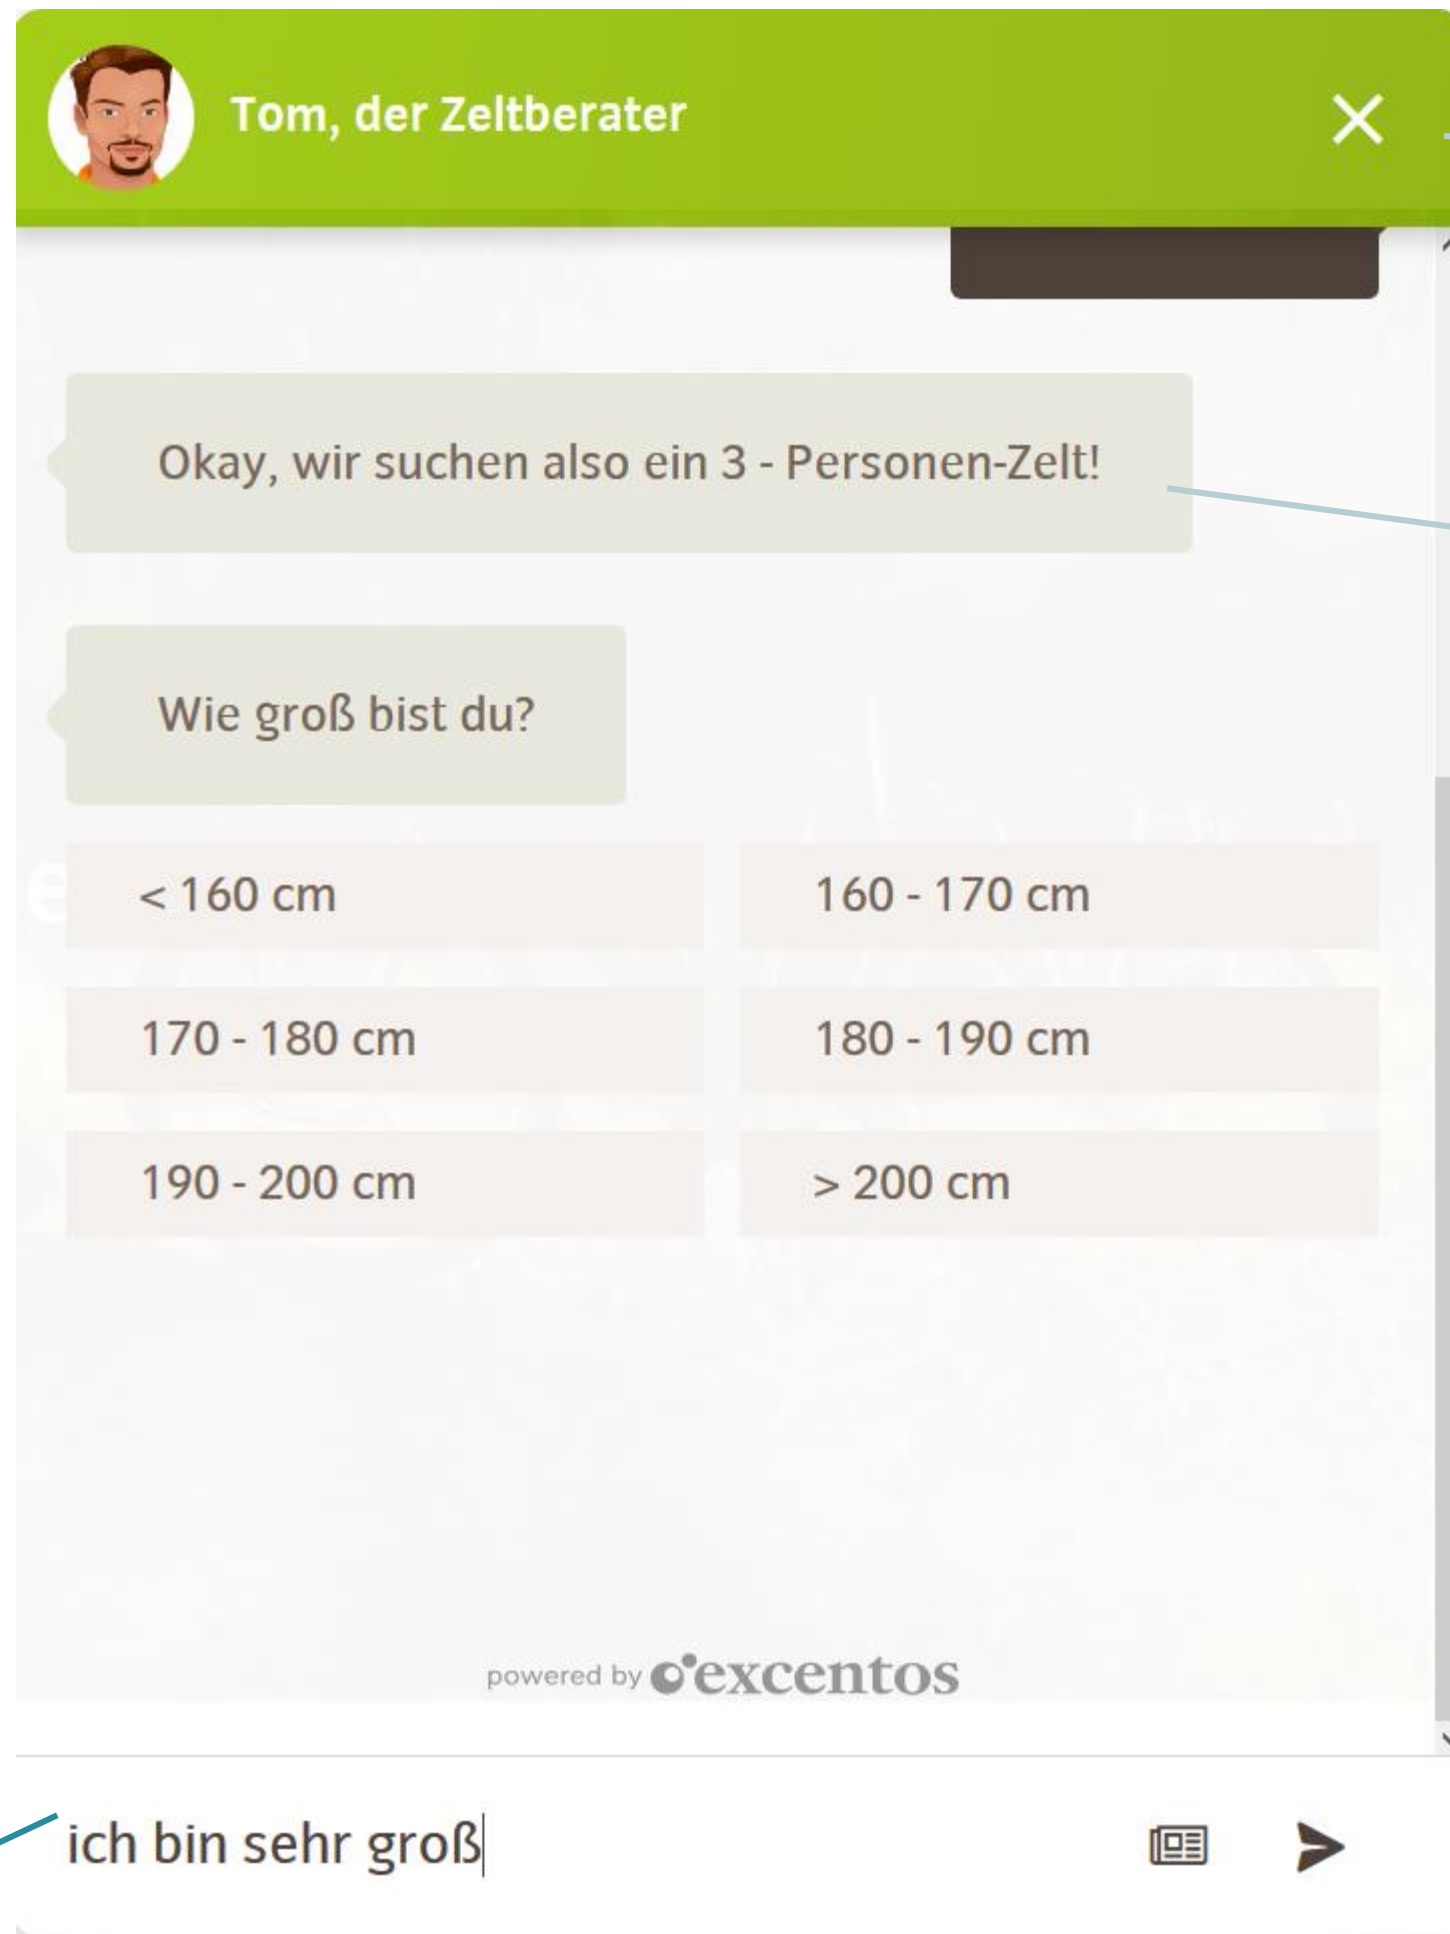 Tom, der Zeltberater
Okay, wir suchen also ein 3 - Personen-Zelt!
Wie groß bist du?
< 160 cm
160 - 170 cm
170 - 180 cm
180 - 190 cm
190 - 200 cm
> 200 cm
powered by excentos
ich bin sehr groß